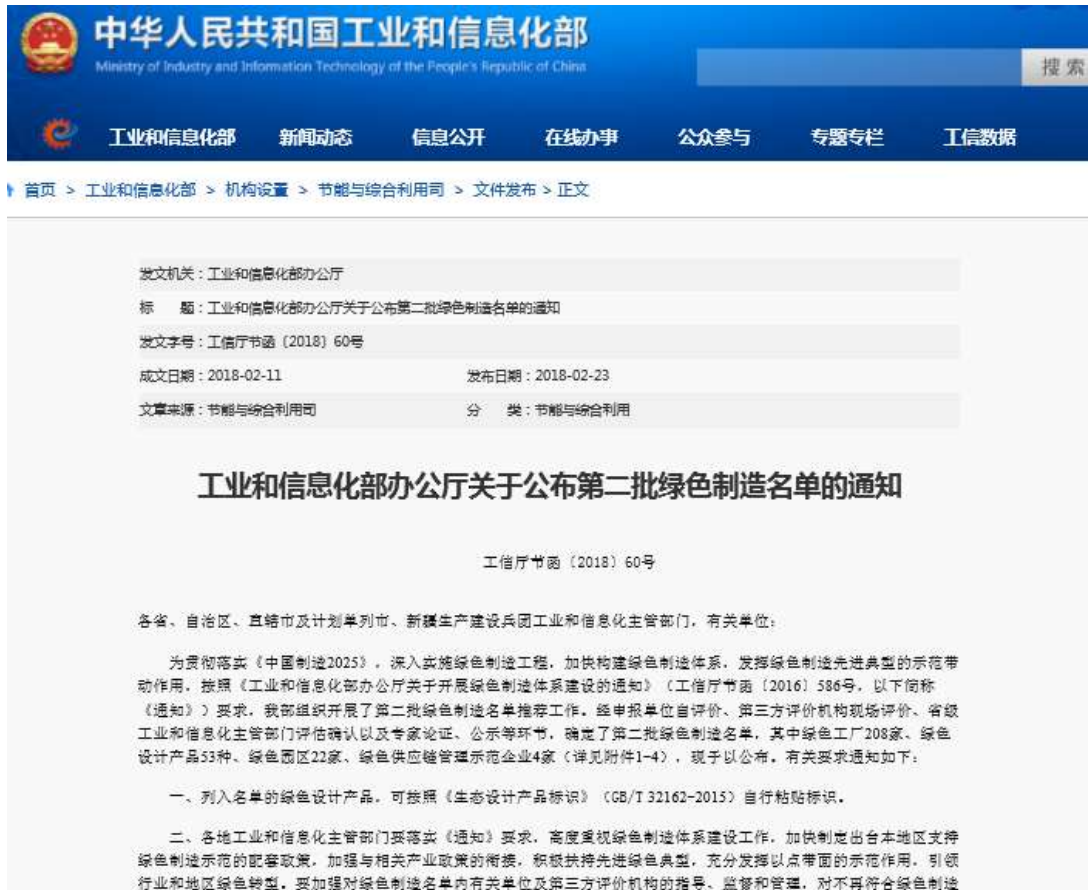 中华人民共和国工业和信息化部
Ministry of Industry and Information Technology of the People's Republic of China
搜 索
工业和信息化部 新闻动态 信息公开 在线办事 公众参与 专题专栏 工信数据
首页 > 工业和信息化部 > 机构设置 > 节能与综合利用司 > 文件发布 > 正文
发文机关：工业和信息化部办公厅
标 题：工业和信息化部办公厅关于公布第二批绿色制造名单的通知
发文字号：工信厅节函〔2018〕60号
成文日期：2018-02-11 发布日期：2018-02-23
文章来源：节能与综合利用司 分 类：节能与综合利用
工业和信息化部办公厅关于公布第二批绿色制造名单的通知
工信厅节函〔2018〕60号
各省、自治区、直辖市及计划单列市、新疆生产建设兵团工业和信息化主管部门，有关单位：
为贯彻落实《中国制造2025》，深入实施绿色制造工程，加快构建绿色制造体系，发挥绿色制造先进典型的示范带
动作用，按照《工业和信息化部办公厅关于开展绿色制造体系建设的通知》（工信厅节函〔2016〕586号，以下简称
《通知》）要求，我部组织开展了第二批绿色制造名单推荐工作。经申报单位自评价、第三方评价机构现场评价、省级
工业和信息化主管部门评估确认以及专家论证、公示等环节，确定了第二批绿色制造名单，其中绿色工厂208家、绿色
设计产品53种、绿色园区22家、绿色供应链管理示范企业4家（详见附件1-4），现予以公布。有关要求通知如下：
一、列入名单的绿色设计产品，可按照《生态设计产品标识》（GB/T 32162-2015）自行粘贴标识。
二、各地工业和信息化主管部门要落实《通知》要求，高度重视绿色制造体系建设工作，加快制定出台本地区支持
绿色制造示范的配套政策，加强与相关产业政策的衔接，积极扶持先进绿色典型，充分发挥以点带面的示范作用，引领
行业和地区绿色转型。要加强对绿色制造名单内有关单位及第三方评价机构的指导、监督和管理，对不再符合绿色制造